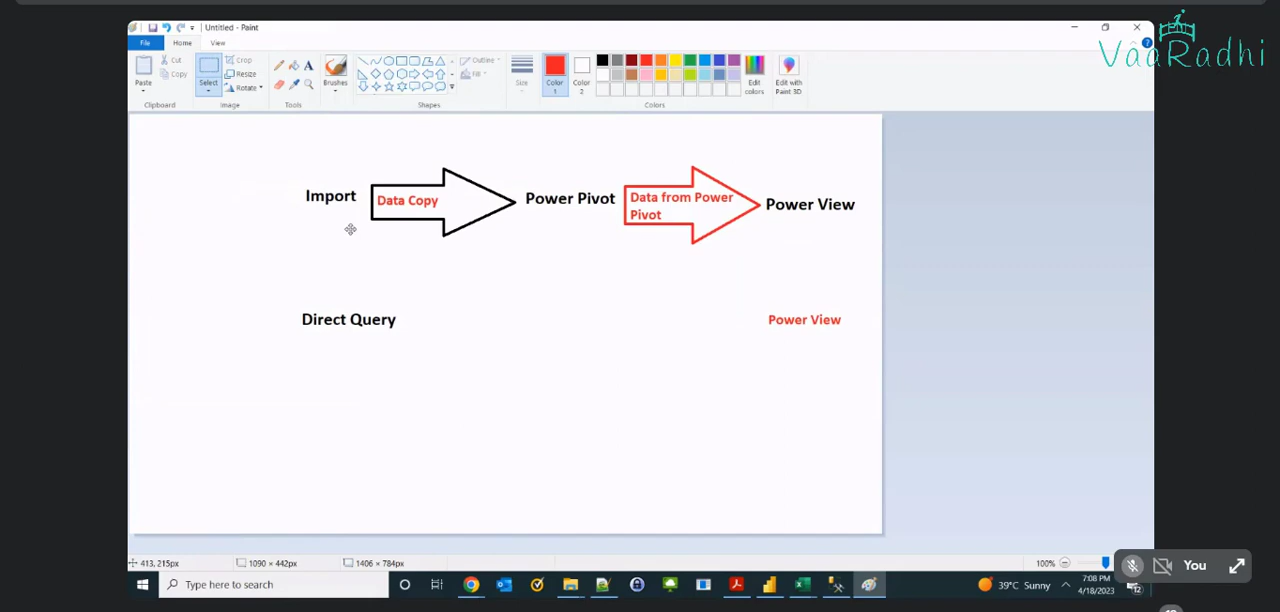 Untitled - Paint
File
Home
View
Paste
Cut
Copy
Clipboard
Select
Crop
Resize
Rotate
Image
Tools
Brushes
Shapes
Outline
Fill
Size
Color
1
Color
2
Colors
Edit
colors
Edit with
Paint 3D
VâaRadhi
Import
Data Copy
Power Pivot
Data from Power
Pivot
Power View
Direct Query
Power View
413, 215px
1090 × 442px
1406 × 784px
100%
You
Type here to search
39°C Sunny
7:08 PM
4/18/2023
12